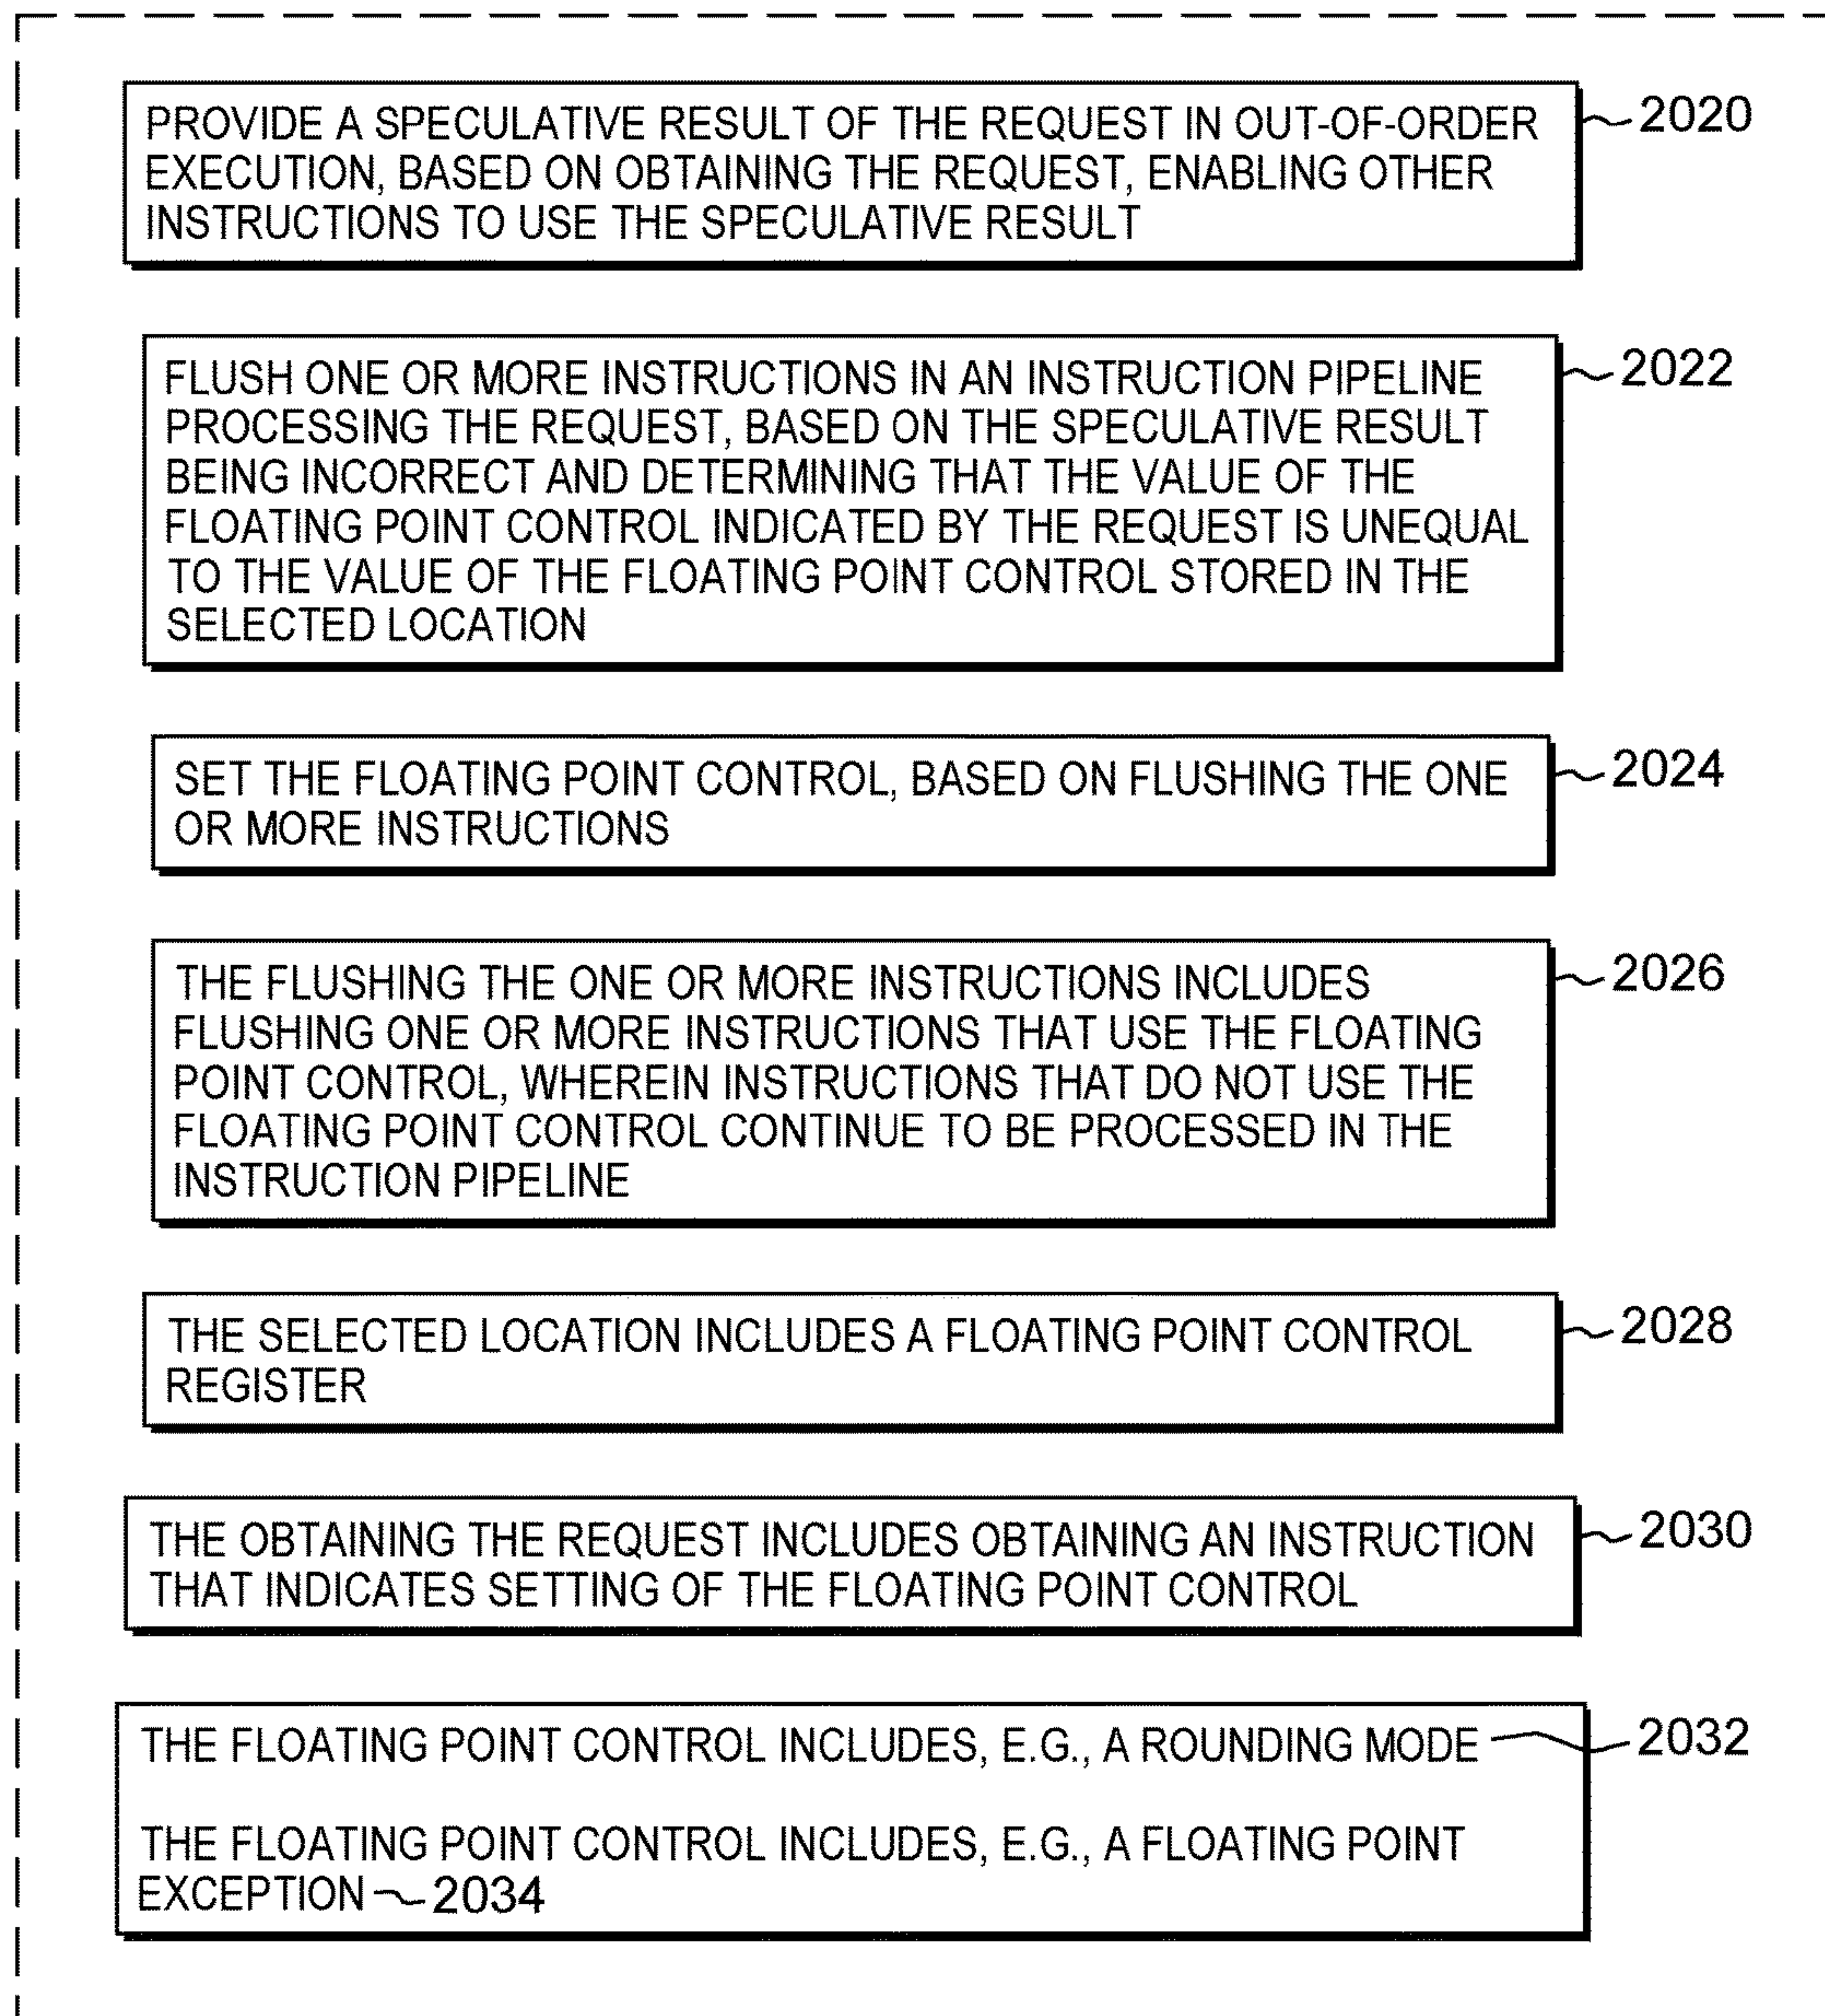 PROVIDE A SPECULATIVE RESULT OF THE REQUEST IN OUT-OF-ORDER 2020
EXECUTION, BASED ON OBTAINING THE REQUEST, ENABLING OTHER
INSTRUCTIONS TO USE THE SPECULATIVE RESULT
FLUSH ONE OR MORE INSTRUCTIONS IN AN INSTRUCTION PIPELINE 2022
PROCESSING THE REQUEST, BASED ON THE SPECULATIVE RESULT
BEING INCORRECT AND DETERMINING THAT THE VALUE OF THE
FLOATING POINT CONTROL INDICATED BY THE REQUEST IS UNEQUAL
TO THE VALUE OF THE FLOATING POINT CONTROL STORED IN THE
SELECTED LOCATION
SET THE FLOATING POINT CONTROL, BASED ON FLUSHING THE ONE 2024
OR MORE INSTRUCTIONS
THE FLUSHING THE ONE OR MORE INSTRUCTIONS INCLUDES 2026
FLUSHING ONE OR MORE INSTRUCTIONS THAT USE THE FLOATING
POINT CONTROL, WHEREIN INSTRUCTIONS THAT DO NOT USE THE
FLOATING POINT CONTROL CONTINUE TO BE PROCESSED IN THE
INSTRUCTION PIPELINE
THE SELECTED LOCATION INCLUDES A FLOATING POINT CONTROL 2028
REGISTER
THE OBTAINING THE REQUEST INCLUDES OBTAINING AN INSTRUCTION 2030
THAT INDICATES SETTING OF THE FLOATING POINT CONTROL
THE FLOATING POINT CONTROL INCLUDES, E.G., A ROUNDING MODE 2032
THE FLOATING POINT CONTROL INCLUDES, E.G., A FLOATING POINT
EXCEPTION 2034